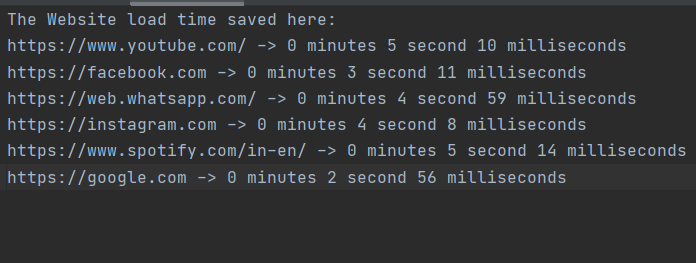 The Website load time saved here:
https://www.youtube.com/ -> 0 minutes 5 second 10 milliseconds
https://facebook.com -> 0 minutes 3 second 11 milliseconds
https://web.whatsapp.com/ -> 0 minutes 4 second 59 milliseconds
https://instagram.com -> 0 minutes 4 second 8 milliseconds
https://www.spotify.com/in-en/ -> 0 minutes 5 second 14 milliseconds
https://google.com -> 0 minutes 2 second 56 milliseconds